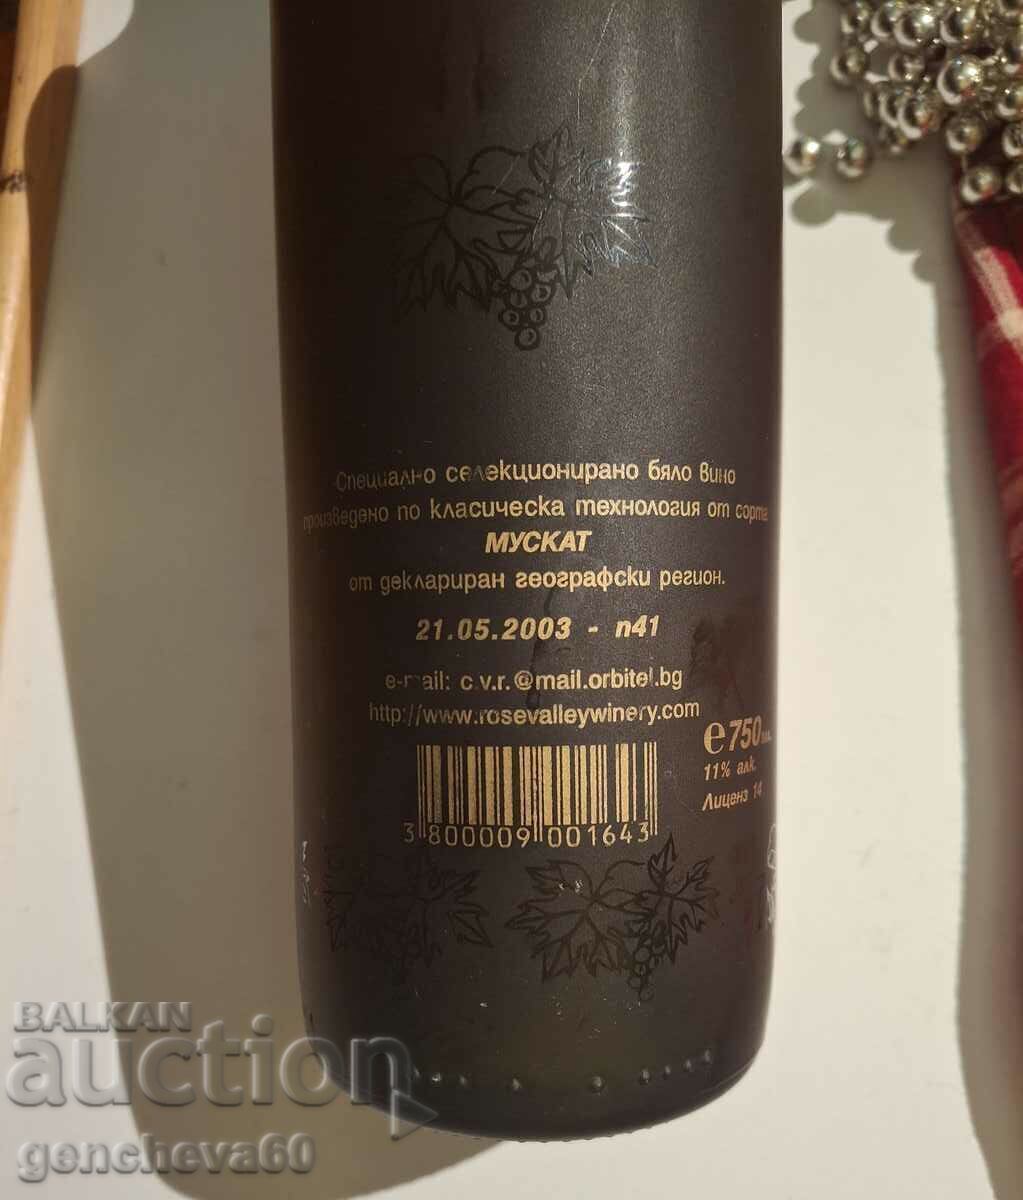 Специално селекционирано бяло вино
произведено по класическа технология от сорта
МУСКАТ
от деклариран географски регион.
21.05.2003 - п41
e-mail: c.v.r.@mail.orbitel.bg
http://www.rosevalleywinery.com
e 750 мл.
11% алк.
Лиценз 14
3 800009 001643
BALKAN
auction
gencheva60